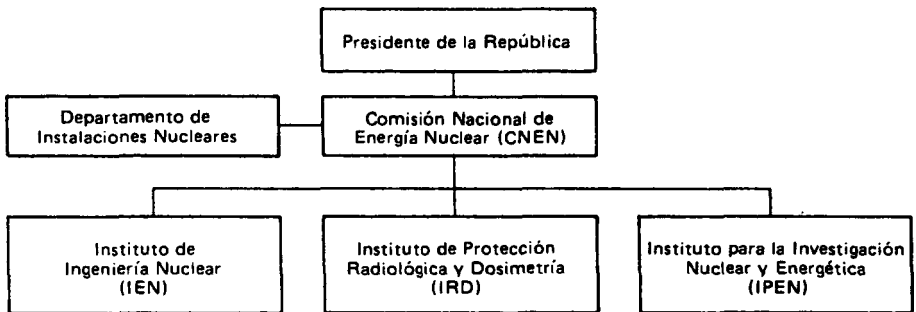 Presidente de la República
Departamento de
Instalaciones Nucleares
Comisión Nacional de
Energía Nuclear (CNEN)
Instituto de
Ingeniería Nuclear
(IEN)
Instituto de Protección
Radiológica y Dosimetría
(IRD)
Instituto para la Investigación
Nuclear y Energética
(IPEN)